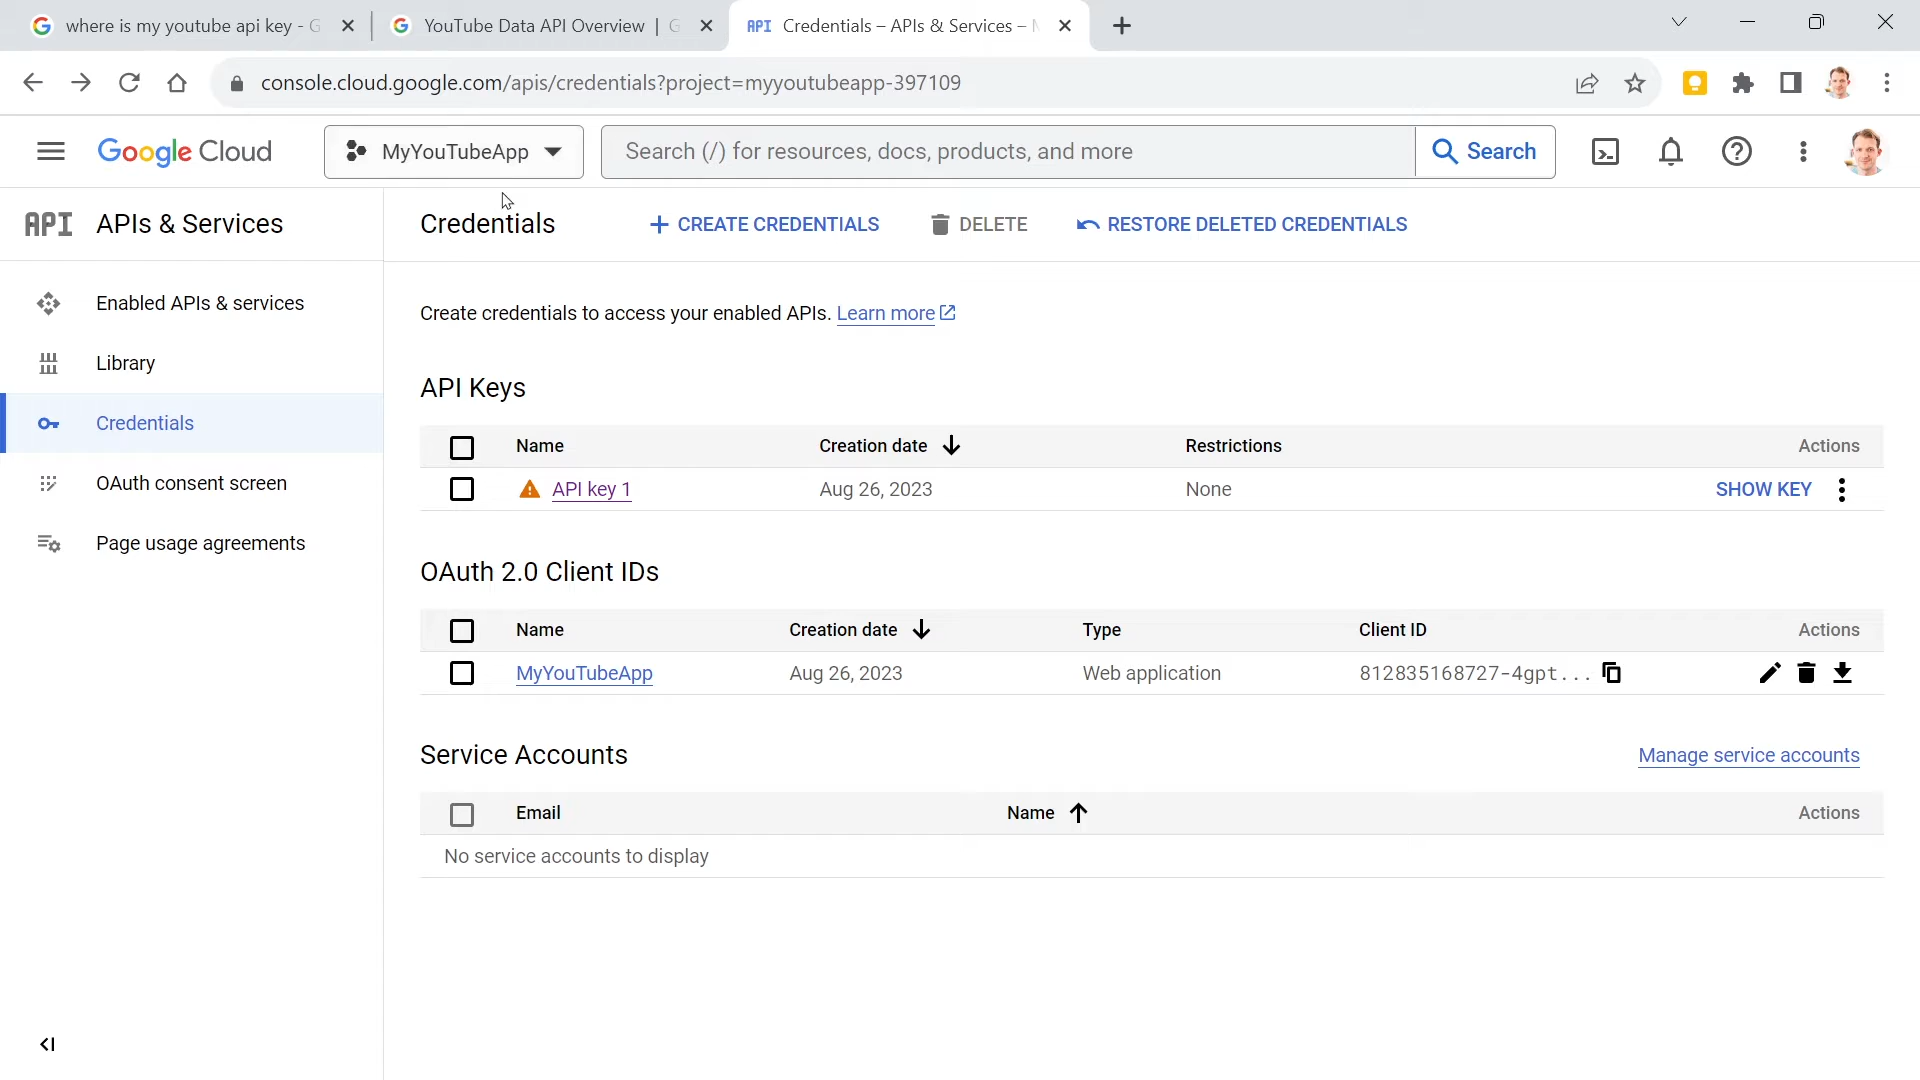 where is my youtube api key - G
YouTube Data API Overview | G
API Credentials – APIs & Services – M
console.cloud.google.com/apis/credentials?project=myyoutubeapp-397109
Google Cloud
MyYouTubeApp
Search (/) for resources, docs, products, and more
Search
API APIs & Services
Credentials
CREATE CREDENTIALS
DELETE
RESTORE DELETED CREDENTIALS
Enabled APIs & services
Library
Credentials
OAuth consent screen
Page usage agreements
Create credentials to access your enabled APIs. Learn more
API Keys
Name Creation date Restrictions Actions
API key 1 Aug 26, 2023 None SHOW KEY
OAuth 2.0 Client IDs
Name Creation date Type Client ID Actions
MyYouTubeApp Aug 26, 2023 Web application 812835168727-4gpt...
Service Accounts Manage service accounts
Email Name Actions
No service accounts to display